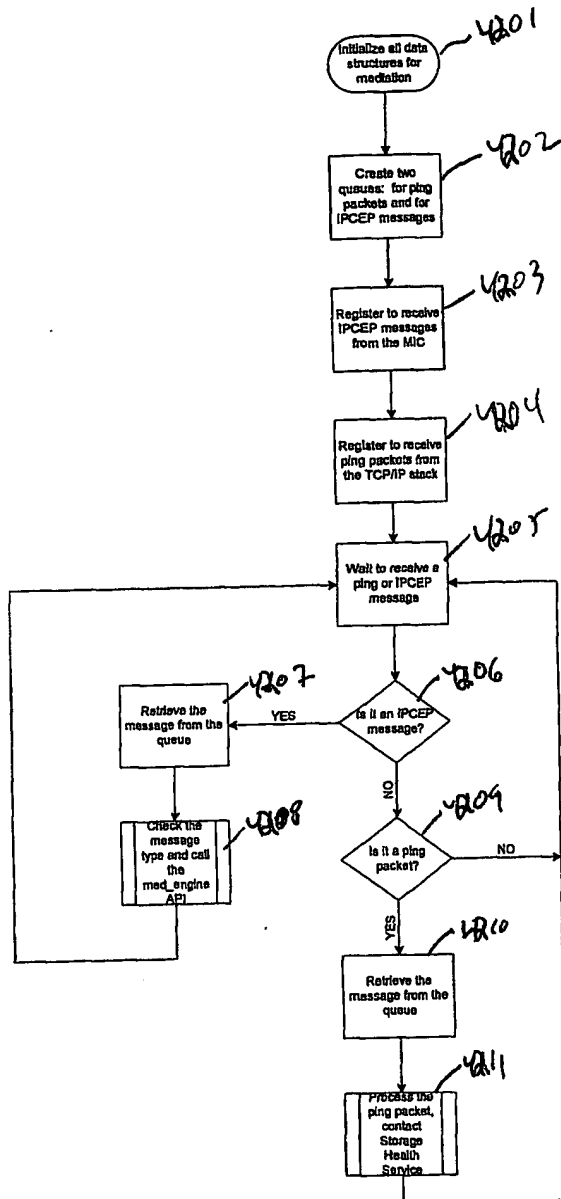 4201
Initialize all data
structures for
mediation
4202
Create two
queues: for ping
packets and for
IPCEP messages
4203
Register to receive
IPCEP messages
from the MIC
4204
Register to receive
ping packets from
the TCP/IP stack
4205
Wait to receive a
ping or IPCEP
message
4206
Is it an IPCEP
message?
YES
4207
Retrieve the
message from the
queue
4208
Check the
message
type and call
the
med_engine
API
NO
4209
Is it a ping
packet?
NO
YES
4210
Retrieve the
message from the
queue
4211
Process the
ping packet,
contact
Storage
Health
Service